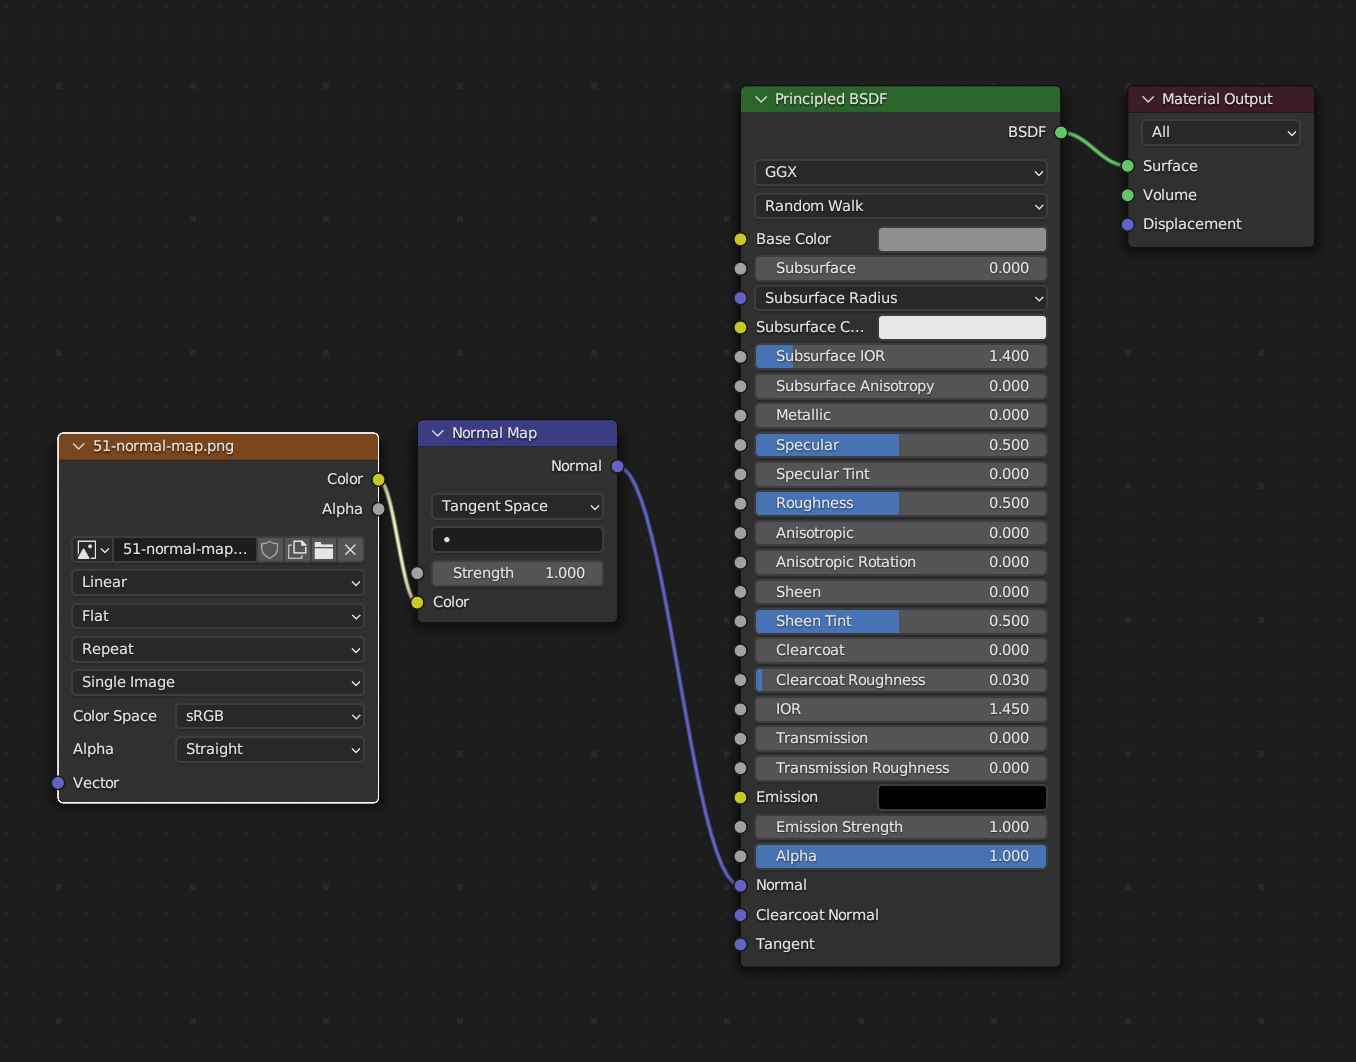 51-normal-map.png
Color
Alpha
51-normal-map...
Linear
Flat
Repeat
Single Image
Color Space sRGB
Alpha Straight
Vector
Normal Map
Normal
Tangent Space
Strength 1.000
Color
Principled BSDF
BSDF
GGX
Random Walk
Base Color
Subsurface 0.000
Subsurface Radius
Subsurface C...
Subsurface IOR 1.400
Subsurface Anisotropy 0.000
Metallic 0.000
Specular 0.500
Specular Tint 0.000
Roughness 0.500
Anisotropic 0.000
Anisotropic Rotation 0.000
Sheen 0.000
Sheen Tint 0.500
Clearcoat 0.000
Clearcoat Roughness 0.030
IOR 1.450
Transmission 0.000
Transmission Roughness 0.000
Emission
Emission Strength 1.000
Alpha 1.000
Normal
Clearcoat Normal
Tangent
Material Output
All
Surface
Volume
Displacement